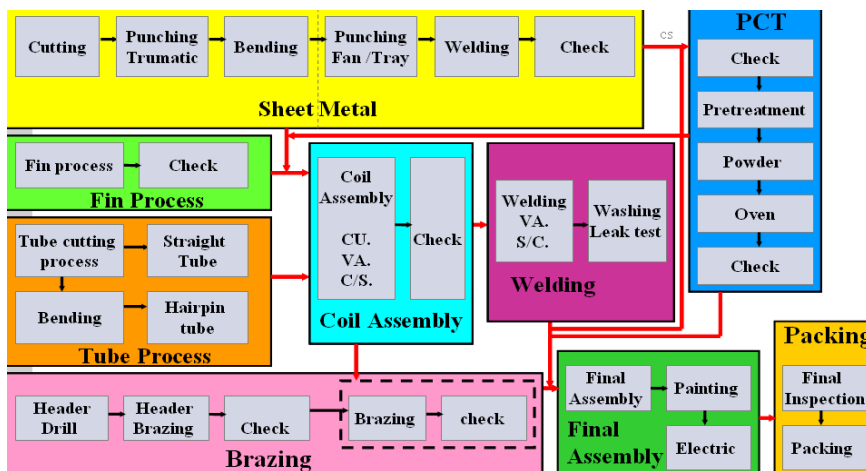 Cutting
Punching
Trumatic
Bending
Punching
Fan /Tray
Welding
Check
Sheet Metal
cs
PCT
Check
Pretreatment
Powder
Oven
Check
Fin process
Check
Fin Process
Tube cutting
process
Straight
Tube
Bending
Hairpin
tube
Tube Process
Coil
Assembly
CU.
VA.
C/S.
Check
Coil Assembly
Welding
VA.
S/C.
Washing
Leak test
Welding
Header
Drill
Header
Brazing
Check
Brazing
check
Brazing
Final
Assembly
Painting
Electric
Final
Assembly
Packing
Final
Inspection
Packing